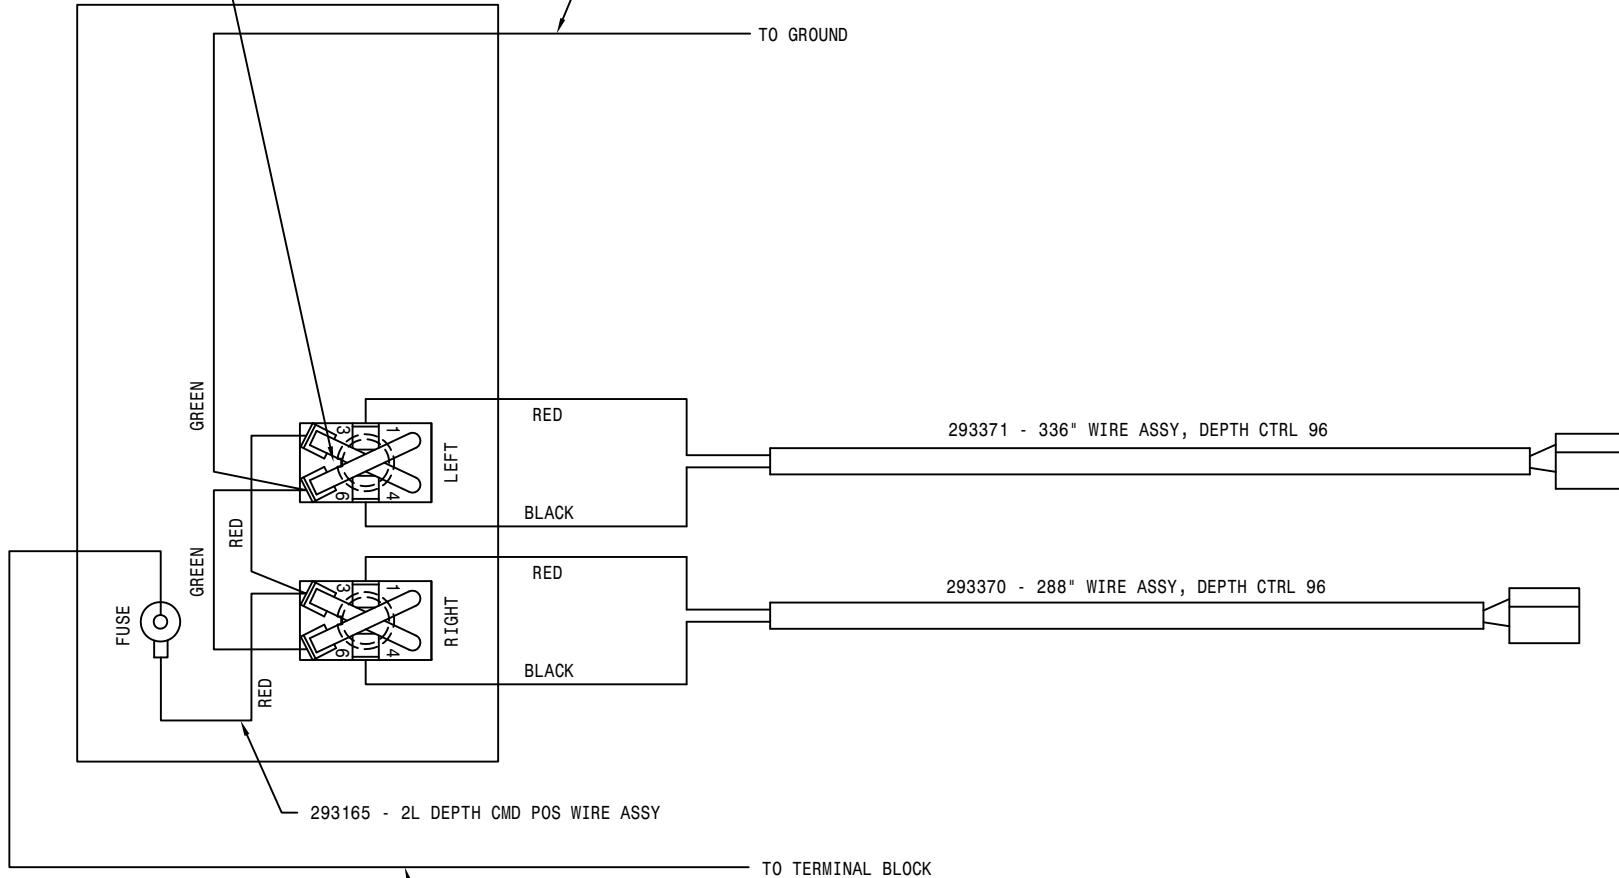 TO GROUND
GREEN
RED
293371 - 336" WIRE ASSY, DEPTH CTRL 96
3 1
LEFT
6 4
BLACK
RED
GREEN
RED
293370 - 288" WIRE ASSY, DEPTH CTRL 96
3 1
FUSE
RIGHT
6 4
BLACK
RED
293165 - 2L DEPTH CMD POS WIRE ASSY
TO TERMINAL BLOCK